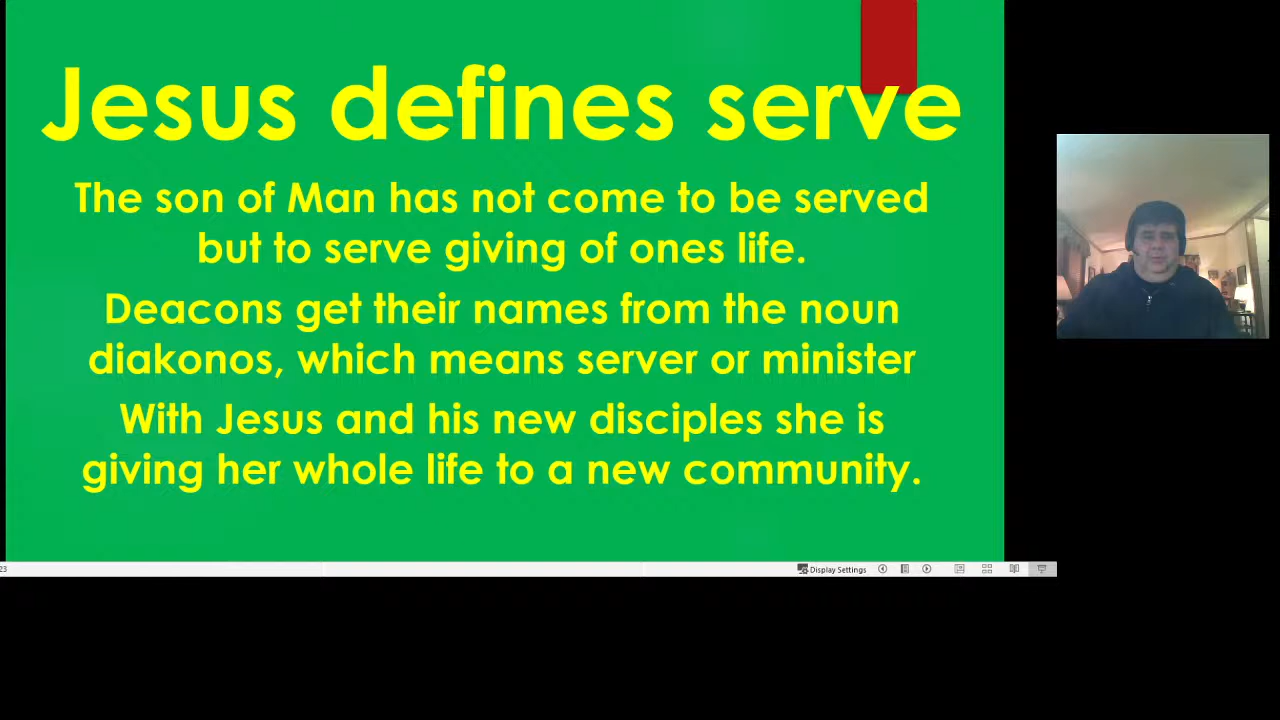 Jesus defines serve
The son of Man has not come to be served
but to serve giving of ones life.
Deacons get their names from the noun
diakonos, which means server or minister
With Jesus and his new disciples she is
giving her whole life to a new community.
23
Display Settings